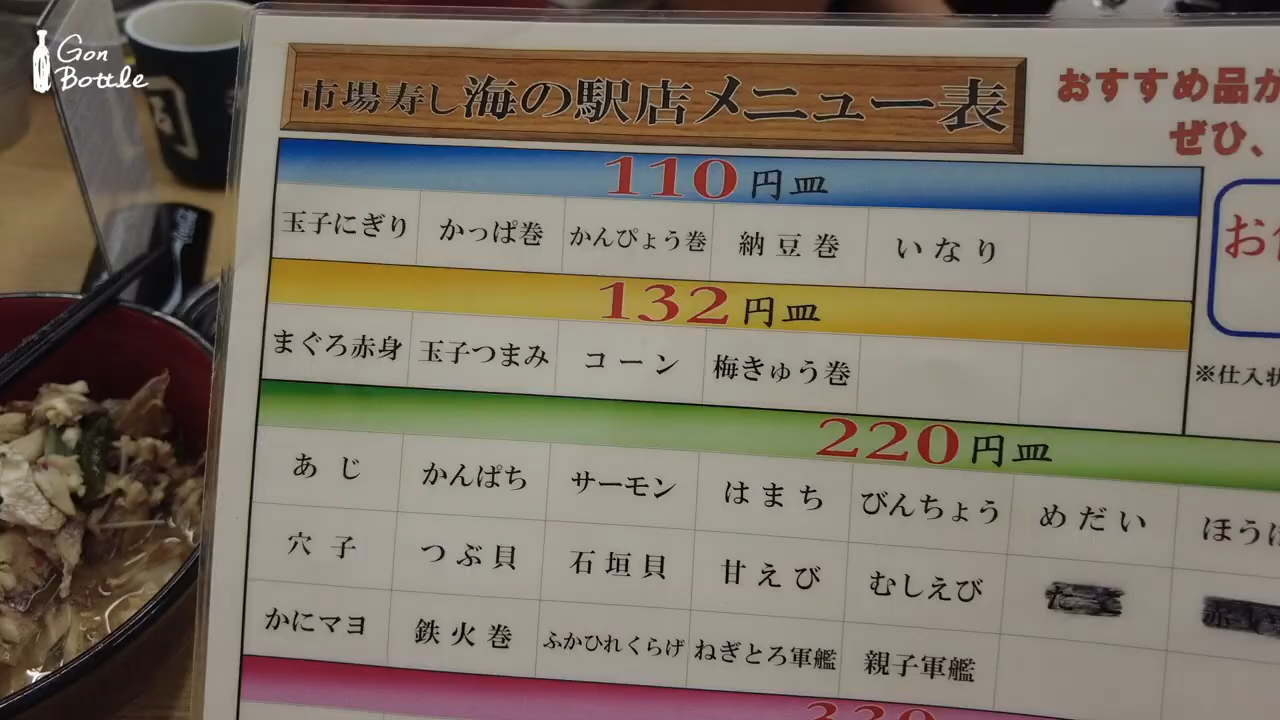 Gon
Bottle
市場寿し 海の駅店メニュー表
おすすめ品が
ぜひ、
110円皿
玉子にぎり かっぱ巻 かんぴょう巻 納豆巻 いなり
お
132円皿
まぐろ赤身 玉子つまみ コーン 梅きゅう巻
※仕入状
220円皿
あじ かんぱち サーモン はまち びんちょう めだい ほうば
穴子 つぶ貝 石垣貝 甘えび むしえび
かにマヨ 鉄火巻 ふかひれくらげ ねぎとろ軍艦 親子軍艦
330